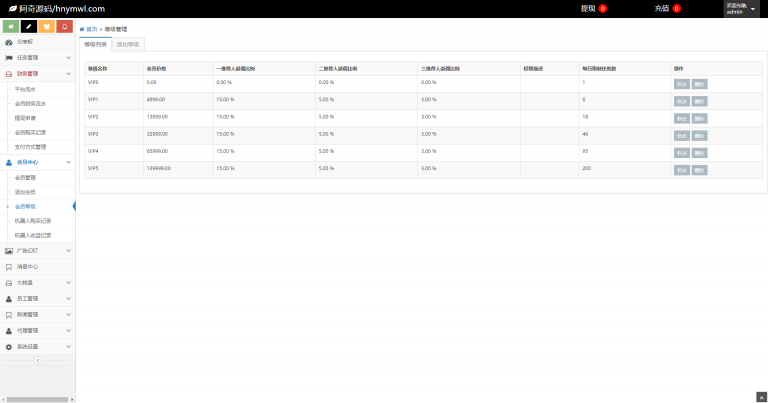 阿奇源码/hnymwl.com
提现 0
充值 0
欢迎光临,
admin
首页 > 等级管理
等级列表 添加等级
仪表板
任务管理
财务管理
平台流水
会员财务流水
提现申请
会员购买记录
支付方式管理
会员中心
会员管理
添加会员
会员等级
机器人购买记录
机器人收益记录
广告幻灯
消息中心
大转盘
员工管理
新闻管理
代理管理
系统设置
等级名称 会员价格 一推荐人返佣比例 二推荐人返佣比例 三推荐人返佣比例 权限描述 每日限制任务数 操作
VIP0 0.00 0.00 % 0.00 % 0.00 % 1 修改 删除
VIP1 4999.00 15.00 % 5.00 % 3.00 % 6 修改 删除
VIP2 13999.00 15.00 % 5.00 % 3.00 % 18 修改 删除
VIP3 32999.00 15.00 % 5.00 % 3.00 % 46 修改 删除
VIP4 65999.00 15.00 % 5.00 % 3.00 % 95 修改 删除
VIP5 139999.00 15.00 % 5.00 % 3.00 % 200 修改 删除